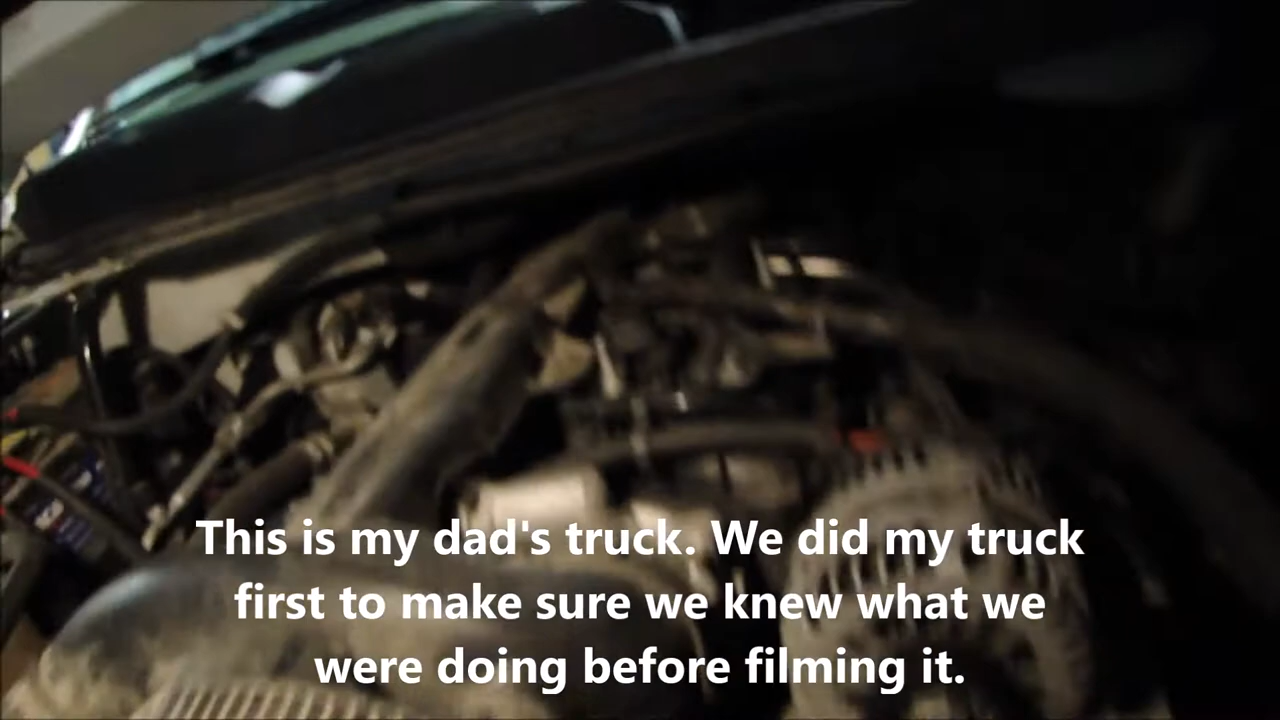 This is my dad's truck. We did my truck
first to make sure we knew what we
were doing before filming it.